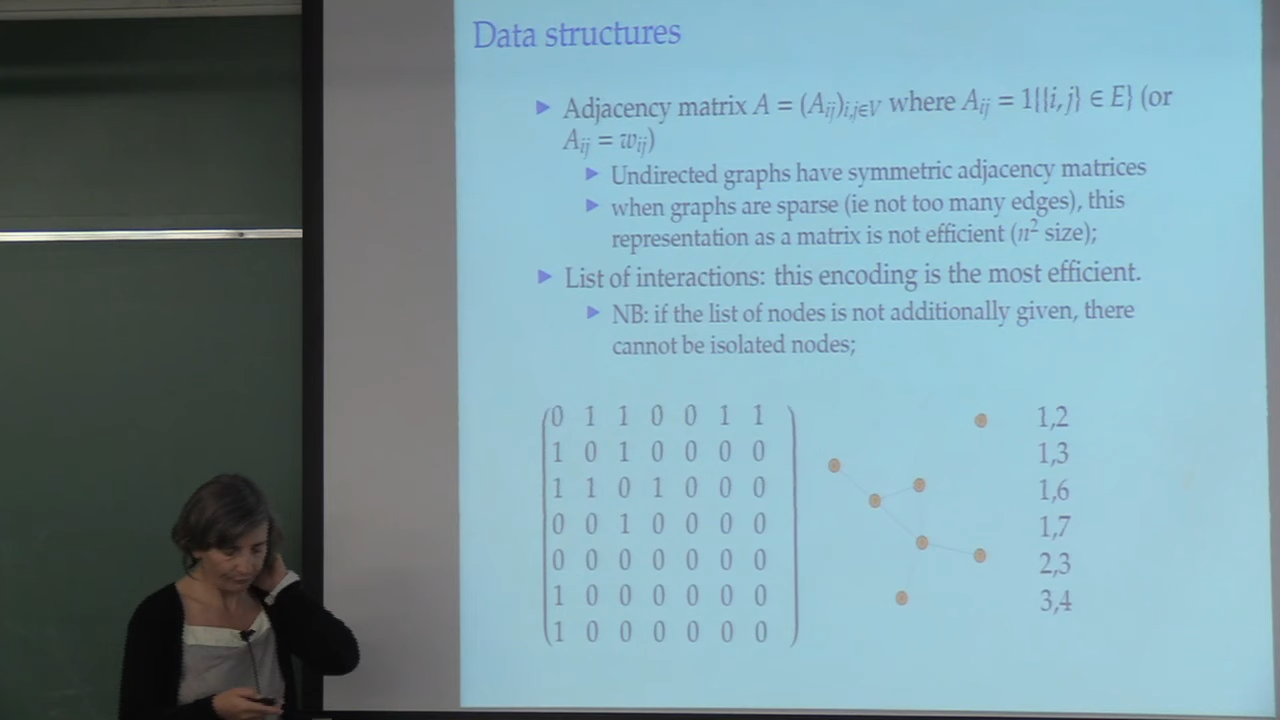 Data structures
▶ Adjacency matrix A = (A_ij)_i,j∈V where A_ij = 1{{i, j} ∈ E} (or
A_ij = w_ij)
▶ Undirected graphs have symmetric adjacency matrices
▶ when graphs are sparse (ie not too many edges), this
representation as a matrix is not efficient (n² size);
▶ List of interactions: this encoding is the most efficient.
▶ NB: if the list of nodes is not additionally given, there
cannot be isolated nodes;
0 1 1 0 0 1 1
1 0 1 0 0 0 0
1 1 0 1 0 0 0
0 0 1 0 0 0 0
0 0 0 0 0 0 0
1 0 0 0 0 0 0
1 0 0 0 0 0 0
1,2
1,3
1,6
1,7
2,3
3,4